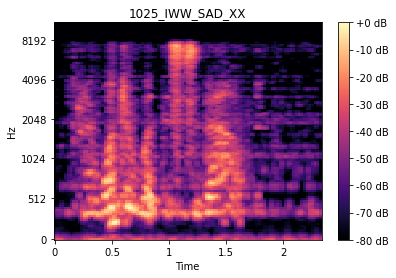 1025_IWW_SAD_XX
Hz
8192
4096
2048
1024
512
0
0
0.5
1
1.5
2
Time
+0 dB
-10 dB
-20 dB
-30 dB
-40 dB
-50 dB
-60 dB
-70 dB
-80 dB